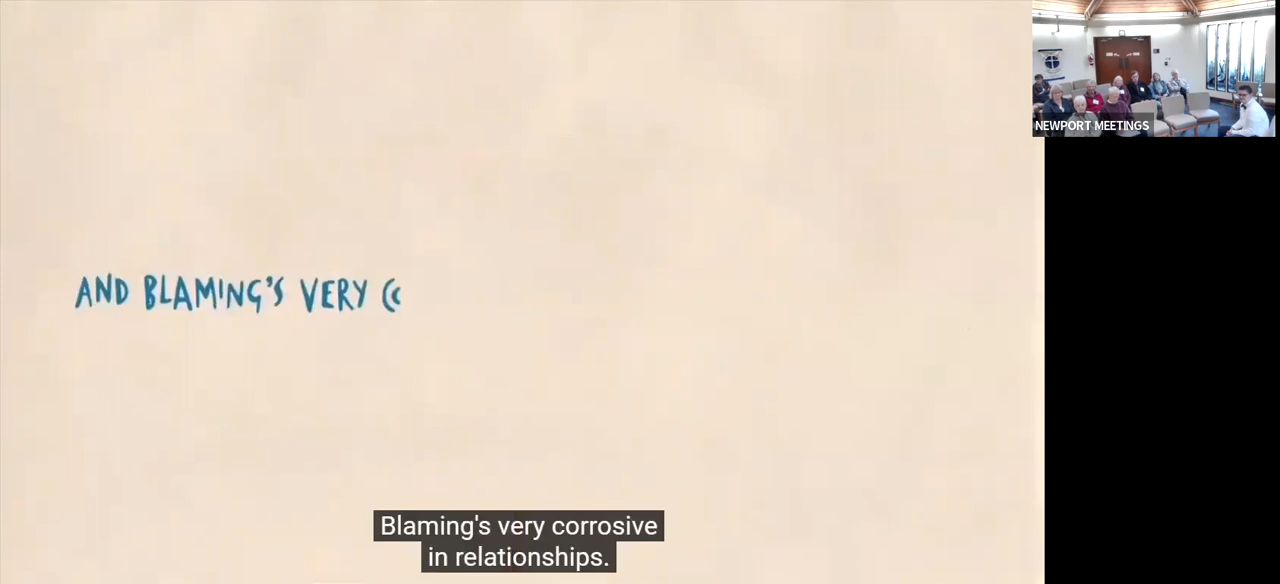 NEWPORT MEETINGS
AND BLAMING'S VERY
Blaming's very corrosive
in relationships.